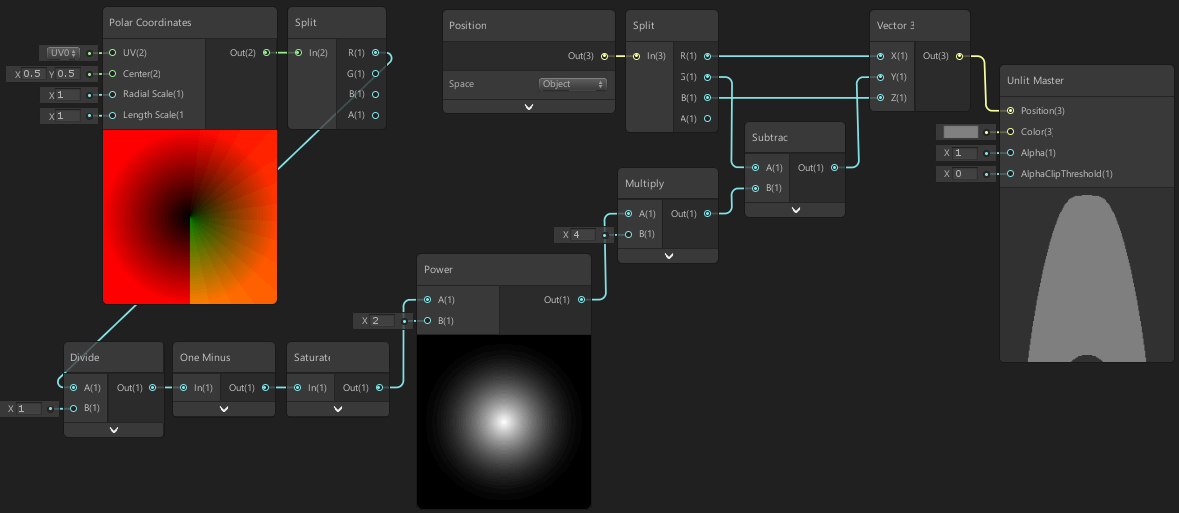 Polar Coordinates
UV0
UV(2)
Out(2)
X 0.5 Y 0.5
Center(2)
X 1
Radial Scale(1)
X 1
Length Scale(1
Split
In(2)
R(1)
G(1)
B(1)
A(1)
Position
Out(3)
Space
Object
Split
In(3)
R(1)
G(1)
B(1)
A(1)
Vector 3
X(1)
Out(3)
Y(1)
Z(1)
Unlit Master
Position(3)
Color(3)
X 1
Alpha(1)
X 0
AlphaClipThreshold(1)
Subtrac
A(1)
Out(1)
B(1)
Multiply
A(1)
Out(1)
X 4
B(1)
Power
A(1)
Out(1)
X 2
B(1)
Divide
A(1)
Out(1)
X 1
B(1)
One Minus
In(1)
Out(1)
Saturate
In(1)
Out(1)